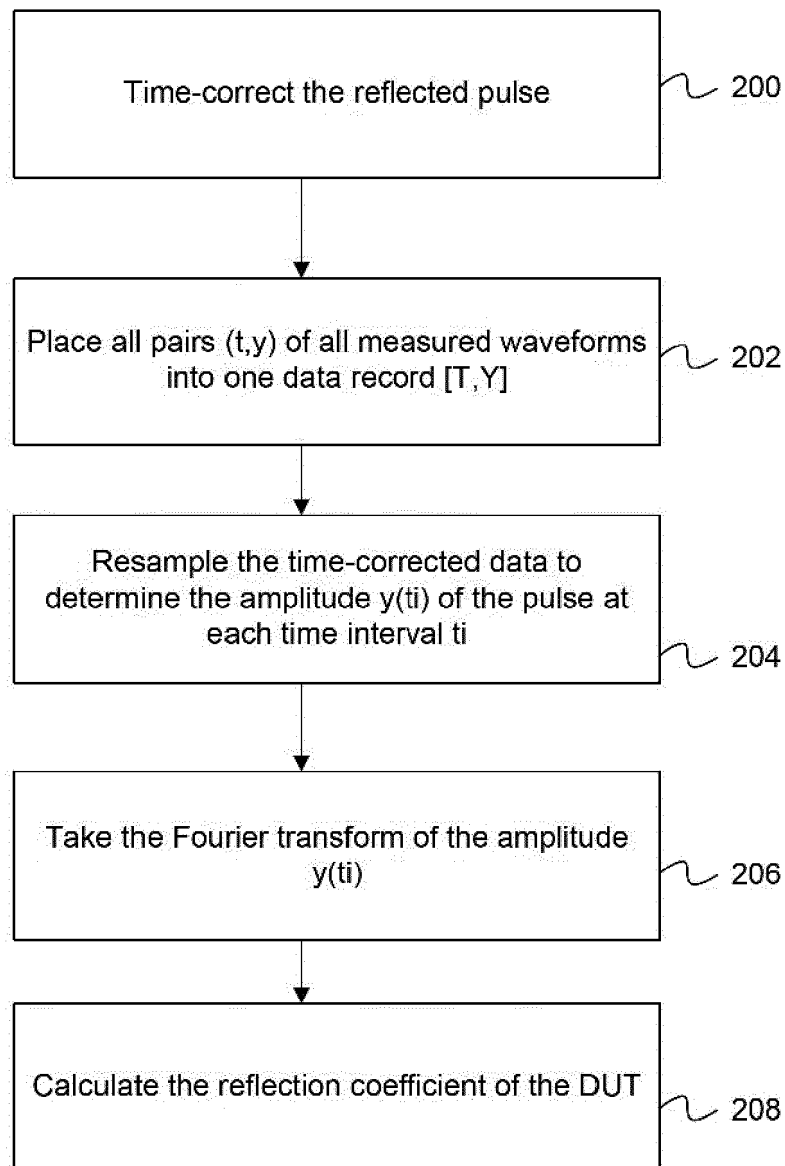 Time-correct the reflected pulse
200
Place all pairs (t,y) of all measured waveforms
into one data record [T,Y]
202
Resample the time-corrected data to
determine the amplitude y(ti) of the pulse at
each time interval ti
204
Take the Fourier transform of the amplitude
y(ti)
206
Calculate the reflection coefficient of the DUT
208